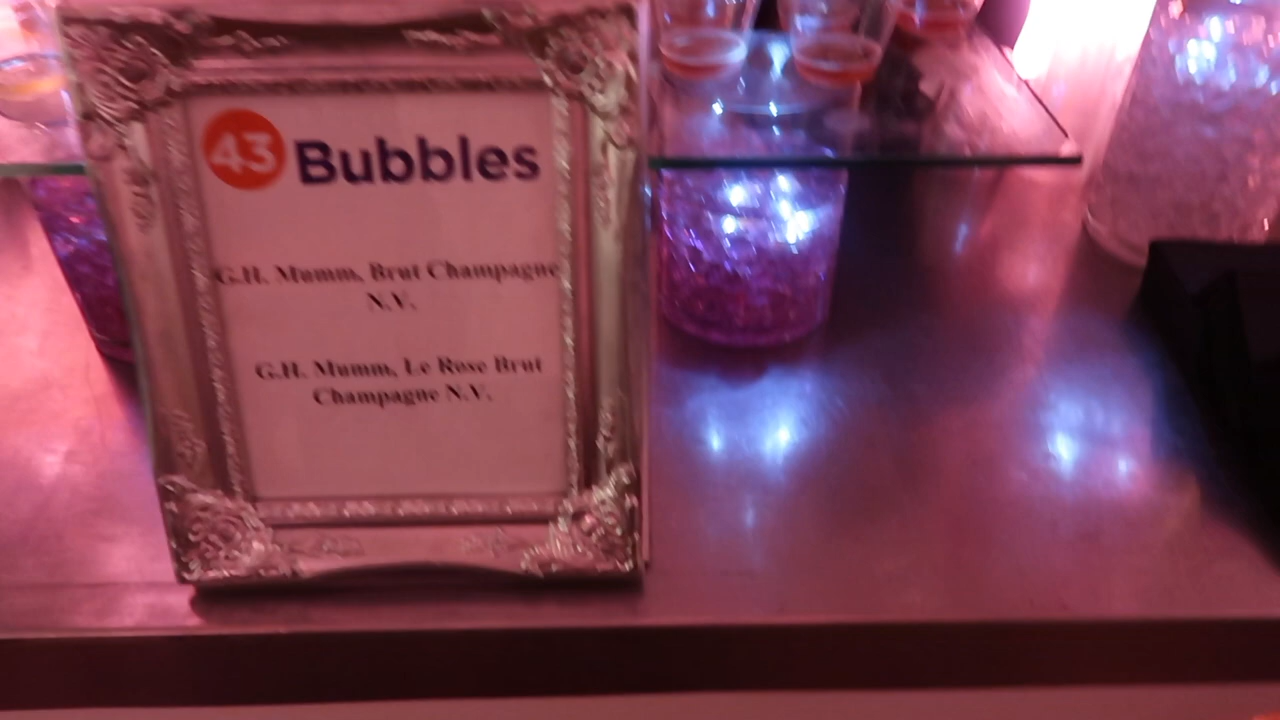 43 Bubbles
G.H. Mumm, Brut Champagne
N.V.
G.H. Mumm, Le Rose Brut
Champagne N.V.